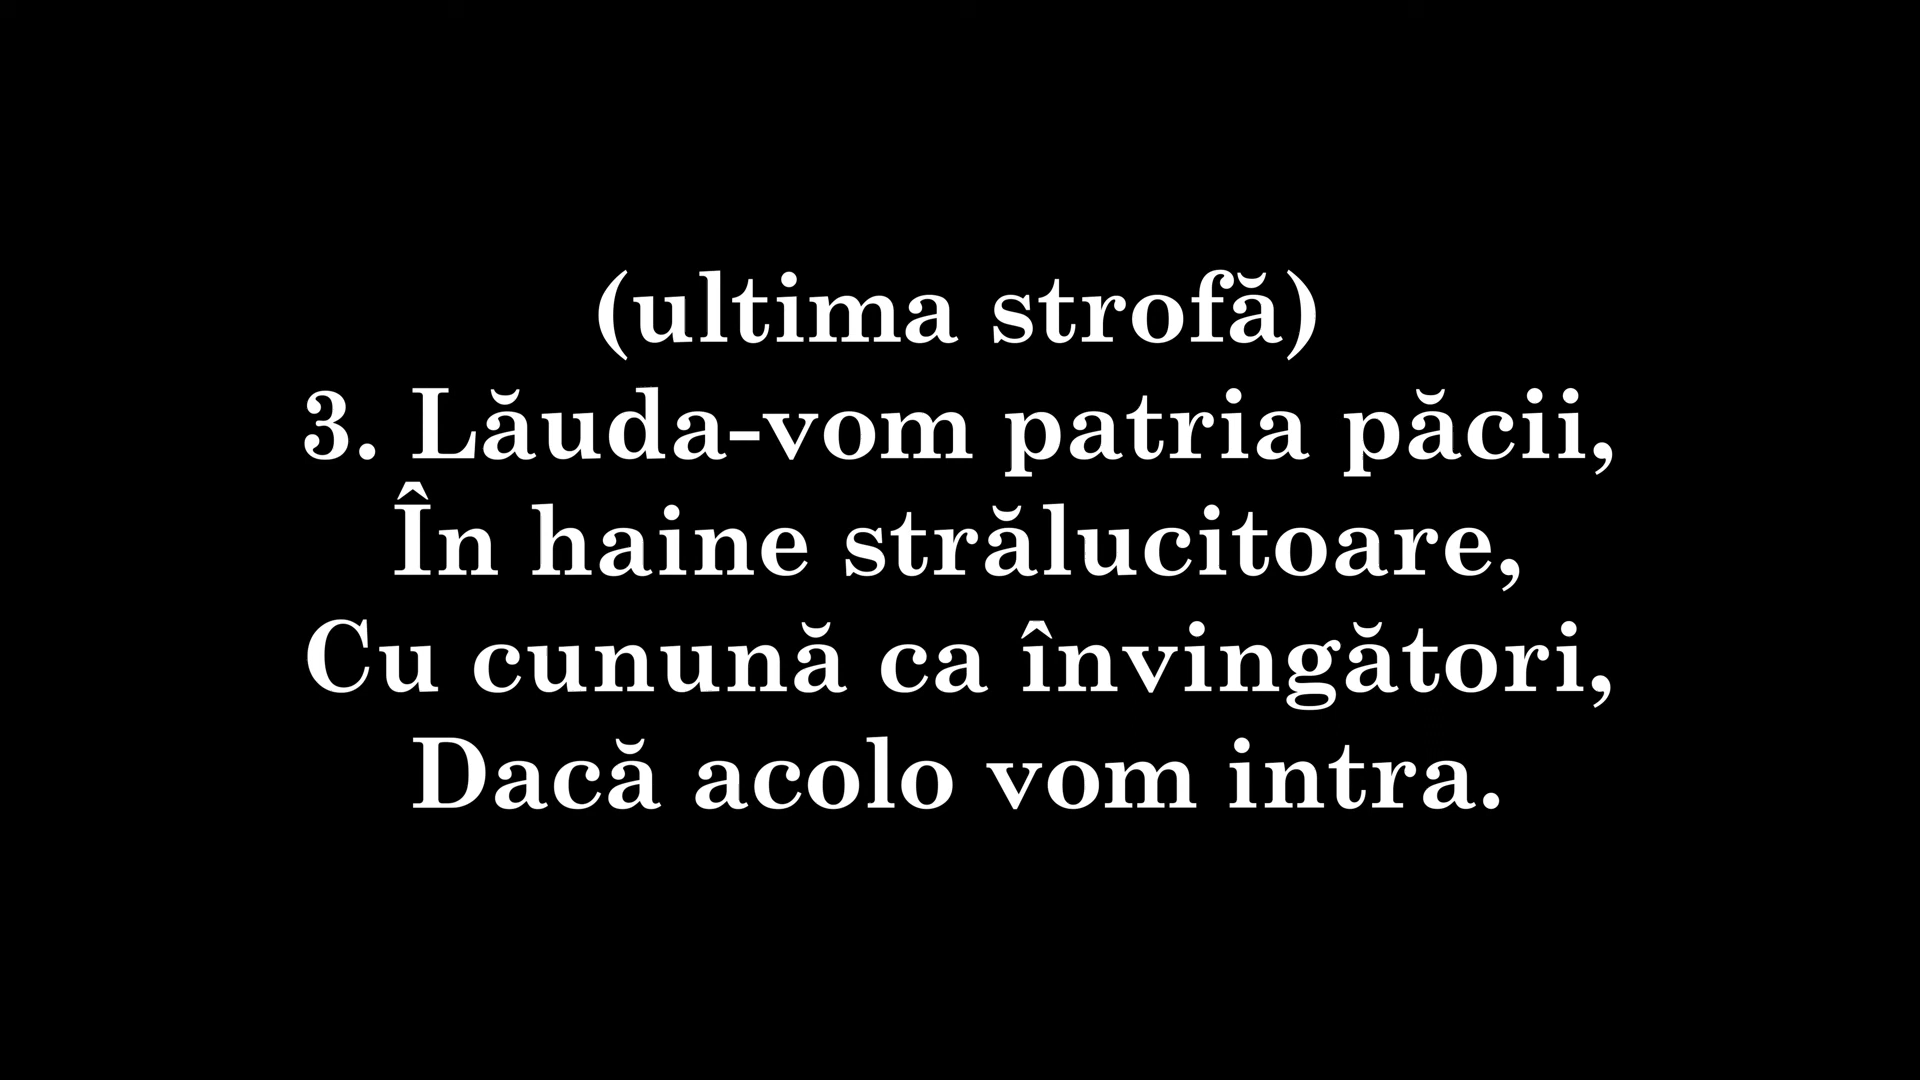 (ultima strofă)
3. Lăuda-vom patria păcii,
În haine strălucitoare,
Cu cunună ca învingători,
Dacă acolo vom intra.